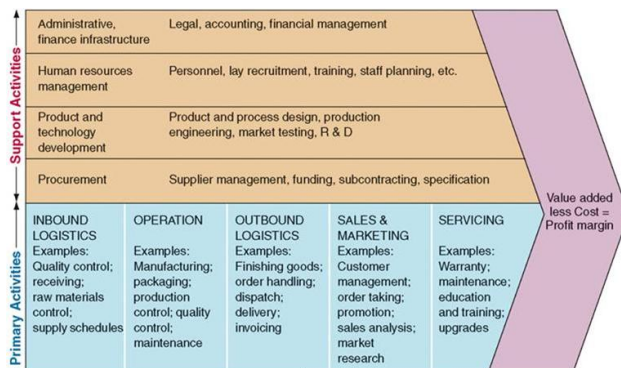 Support Activities
Administrative,
finance infrastructure
Legal, accounting, financial management
Human resources
management
Personnel, lay recruitment, training, staff planning, etc.
Product and
technology
development
Product and process design, production
engineering, market testing, R & D
Procurement
Supplier management, funding, subcontracting, specification
Primary Activities
INBOUND
LOGISTICS
Examples:
Quality control;
receiving;
raw materials
control;
supply schedules
OPERATION
Examples:
Manufacturing;
packaging;
production
control; quality
control;
maintenance
OUTBOUND
LOGISTICS
Examples:
Finishing goods;
order handling;
dispatch;
delivery;
invoicing
SALES &
MARKETING
Examples:
Customer
management;
order taking;
promotion;
sales analysis;
market
research
SERVICING
Examples:
Warranty;
maintenance;
education
and training;
upgrades
Value added
less Cost =
Profit margin